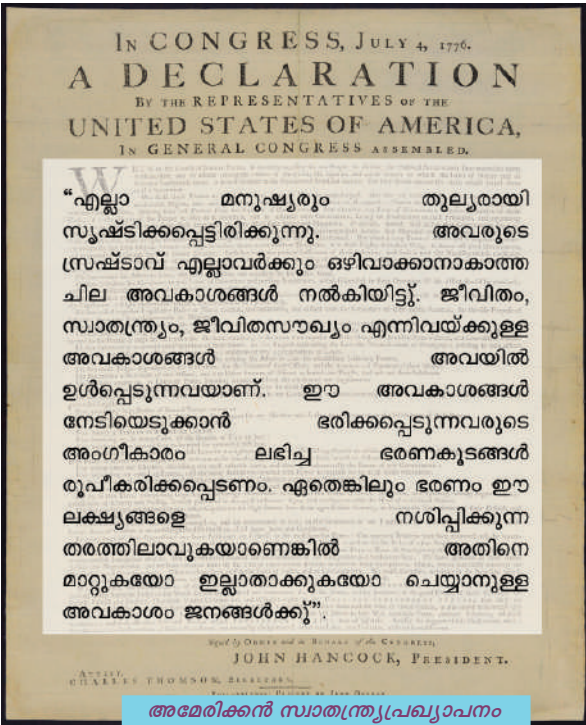 IN CONGRESS, JULY 4, 1776.
A DECLARATION
BY THE REPRESENTATIVES OF THE
UNITED STATES OF AMERICA,
IN GENERAL CONGRESS ASSEMBLED.
“എല്ലാ മനുഷ്യരും തുല്യരായി
സൃഷ്ടിക്കപ്പെട്ടിരിക്കുന്നു. അവരുടെ
സ്രഷ്ടാവ് എല്ലാവർക്കും ഒഴിവാക്കാനാകാത്ത
ചില അവകാശങ്ങൾ നൽകിയിട്ടു്. ജീവിതം,
സ്വാതന്ത്ര്യം, ജീവിതസൗഖ്യം എന്നിവയ്ക്കുള്ള
അവകാശങ്ങൾ അവയിൽ
ഉൾപ്പെടുന്നവയാണ്. ഈ അവകാശങ്ങൾ
നേടിയെടുക്കാൻ ഭരിക്കപ്പെടുന്നവരുടെ
അംഗീകാരം ലഭിച്ച ഭരണകൂടങ്ങൾ
രൂപീകരിക്കപ്പെടണം. ഏതെങ്കിലും ഭരണം ഈ
ലക്ഷ്യങ്ങളെ നശിപ്പിക്കുന്ന
തരത്തിലാവുകയാണെങ്കിൽ അതിനെ
മാറ്റുകയോ ഇല്ലാതാക്കുകയോ ചെയ്യാനുള്ള
അവകാശം ജനങ്ങൾക്കു്”.
Signed by ORDER and in BEHALF of the CONGRESS,
JOHN HANCOCK, PRESIDENT.
ATTEST.
CHARLES THOMSON, SECRETARY.
അമേരിക്കൻ സ്വാതന്ത്ര്യപ്രഖ്യാപനം